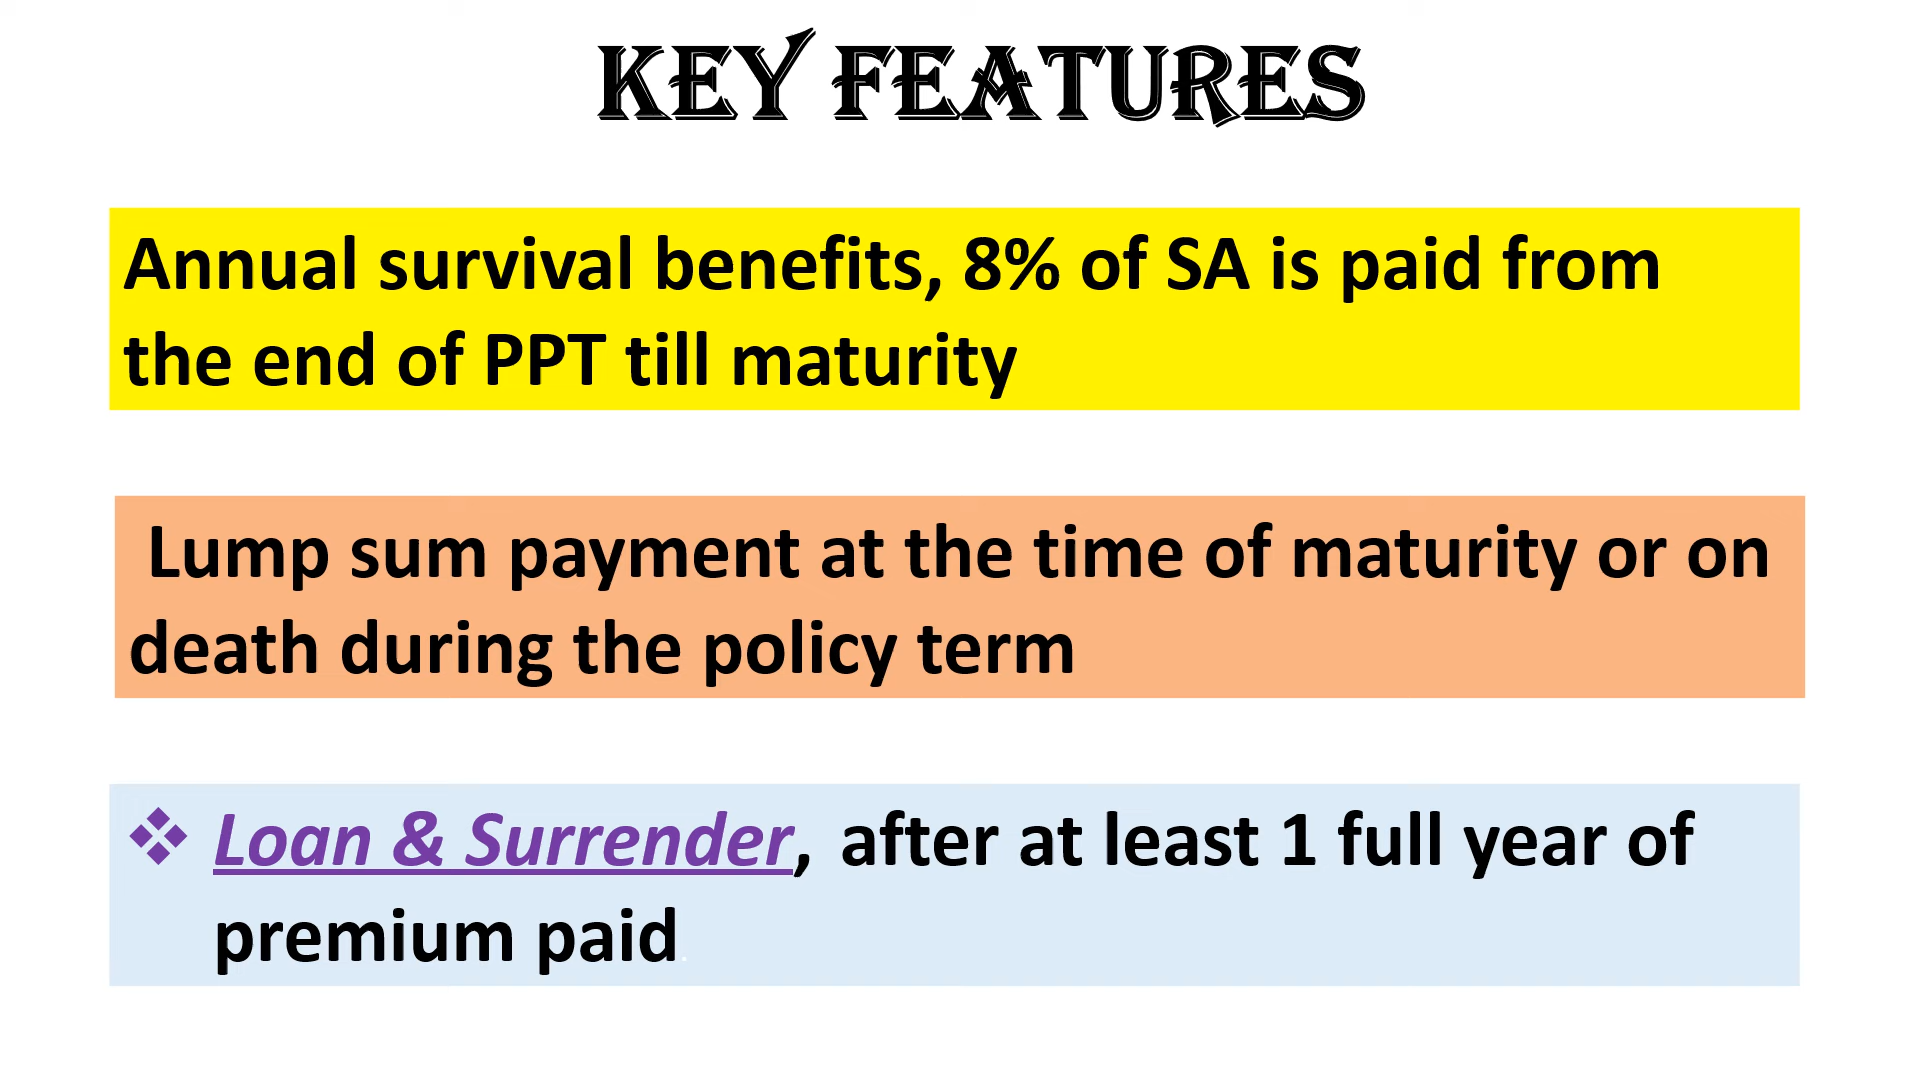 KEY FEATURES
Annual survival benefits, 8% of SA is paid from
the end of PPT till maturity
Lump sum payment at the time of maturity or on
death during the policy term
❖ Loan & Surrender, after at least 1 full year of
premium paid.